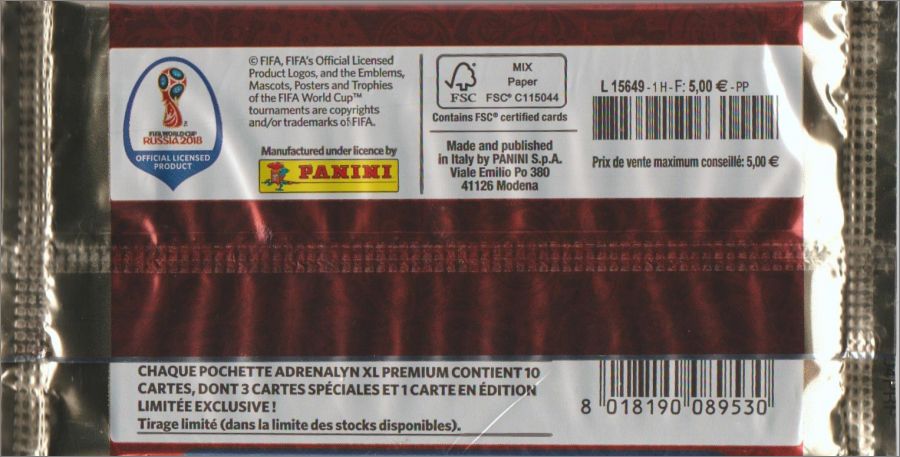 © FIFA, FIFA's Official Licensed
Product Logos, and the Emblems,
Mascots, Posters and Trophies
of the FIFA World Cup™
tournaments are copyrights
and/or trademarks of FIFA.
FIFA WORLD CUP
RUSSIA 2018
OFFICIAL LICENSED
PRODUCT
Manufactured under licence by
PANINI
FSC
MIX
Paper
FSC® C115044
Contains FSC® certified cards
Made and published
in Italy by PANINI S.p.A.
Viale Emilio Po 380
41126 Modena
L 15649 - 1 H - F: 5,00 € - PP
Prix de vente maximum conseillé: 5,00 €
CHAQUE POCHETTE ADRENALYN XL PREMIUM CONTIENT 10
CARTES, DONT 3 CARTES SPÉCIALES ET 1 CARTE EN ÉDITION
LIMITÉE EXCLUSIVE !
Tirage limité (dans la limite des stocks disponibles).
8 018190 089530